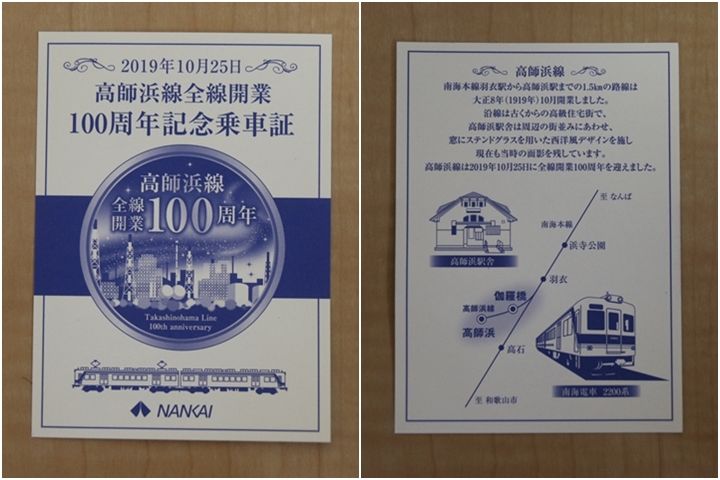 2019年10月25日
高師浜線全線開業
100周年記念乗車証
高師浜線
全線
開業
100周年
Takashinohama Line
100th anniversary
NANKAI
高師浜線
南海本線羽衣駅から高師浜駅までの1.5kmの路線は
大正8年（1919年）10月開業しました。
沿線は古くからの高級住宅街で、
高師浜駅舎は周辺の街並みにあわせ、
窓にステンドグラスを用いた西洋風デザインを施し
現在も当時の面影を残しています。
高師浜線は2019年10月25日に全線開業100周年を迎えました。
至 なんば
南海本線
浜寺公園
高師浜駅舎
羽衣
伽羅橋
高師浜線
高師浜
高石
至 和歌山市
南海電車 2200系